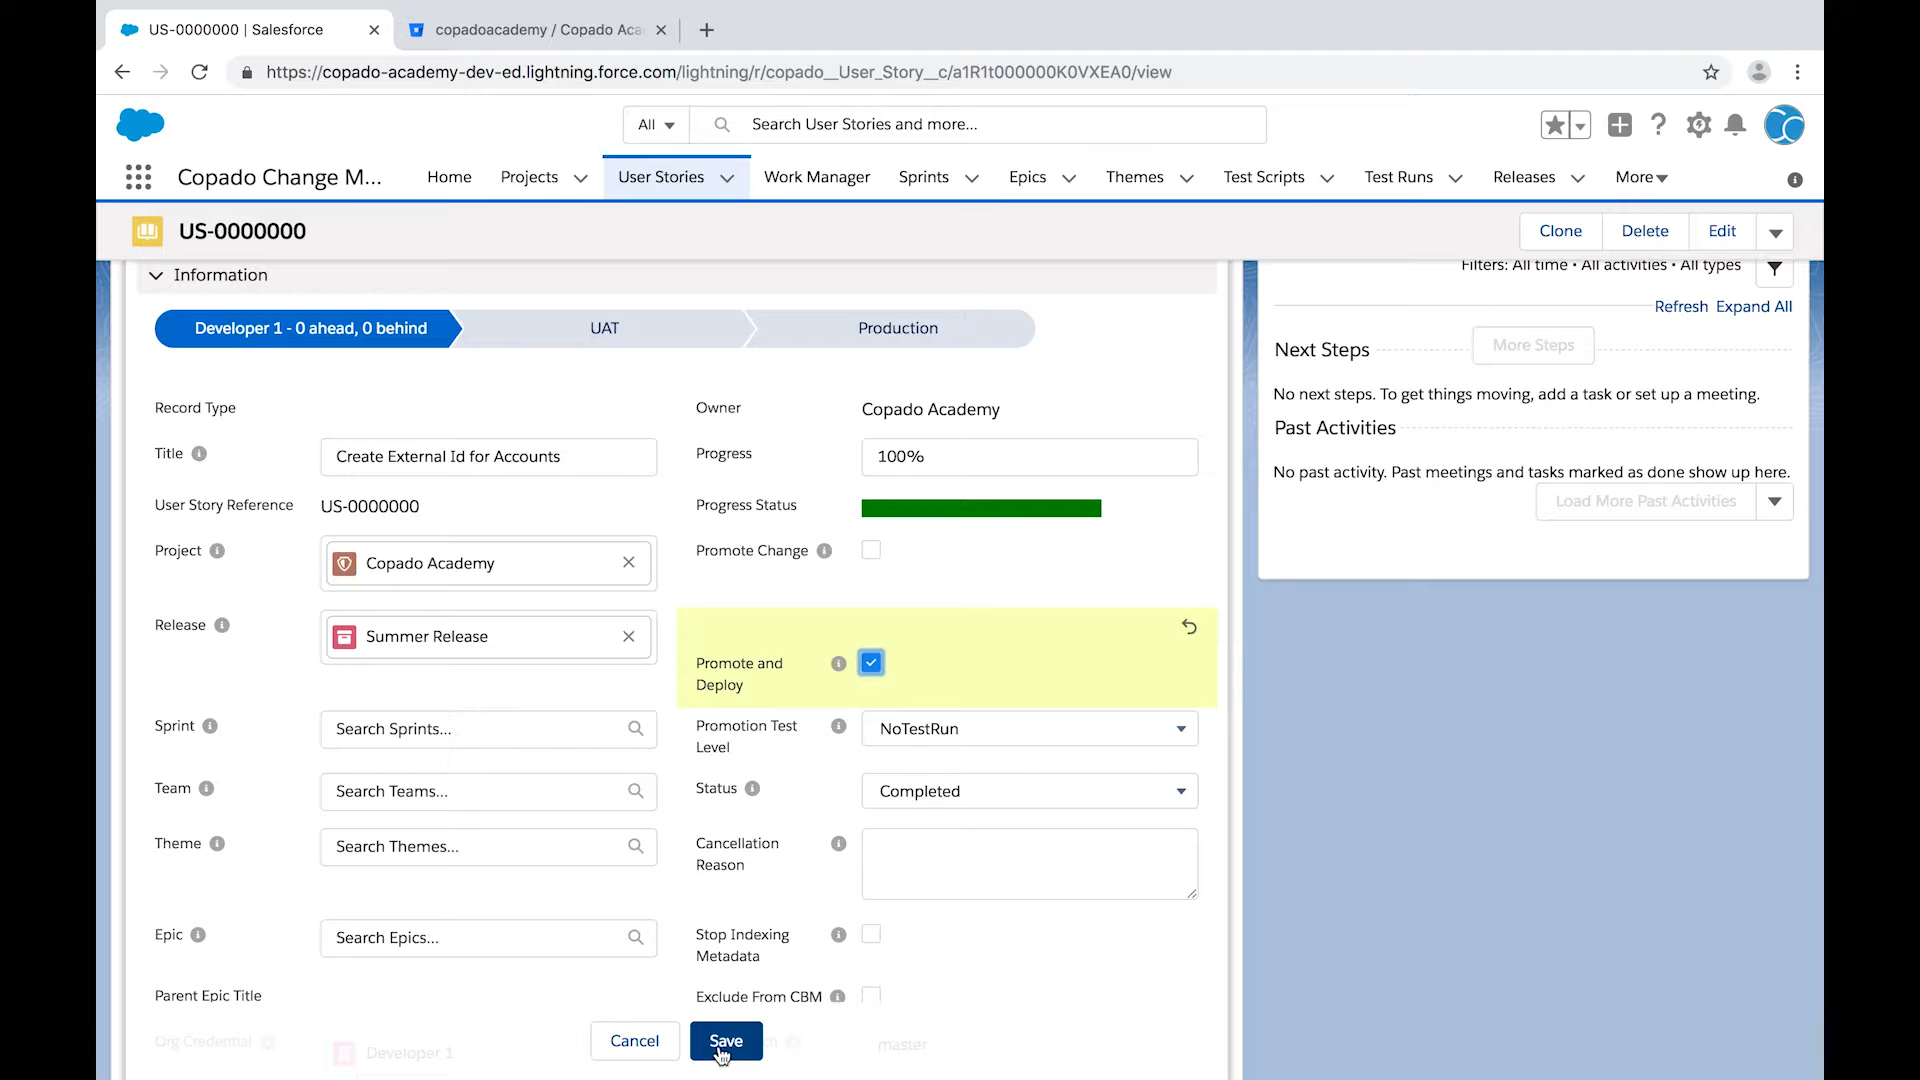 US-0000000 | Salesforce
copadoacademy / Copado Aca
https://copado-academy-dev-ed.lightning.force.com/lightning/r/copado__User_Story__c/a1R1t000000K0VXEA0/view
All
Search User Stories and more...
Copado Change M...
Home
Projects
User Stories
Work Manager
Sprints
Epics
Themes
Test Scripts
Test Runs
Releases
More
US-0000000
Clone
Delete
Edit
Information
Filters: All time • All activities • All types
Refresh
Expand All
Developer 1 - 0 ahead, 0 behind
UAT
Production
Next Steps
More Steps
No next steps. To get things moving, add a task or set up a meeting.
Past Activities
No past activity. Past meetings and tasks marked as done show up here.
Load More Past Activities
Record Type
Owner
Copado Academy
Title
Create External Id for Accounts
Progress
100%
User Story Reference
US-0000000
Progress Status
Project
Copado Academy
Promote Change
Release
Summer Release
Promote and
Deploy
Sprint
Search Sprints...
Promotion Test
Level
NoTestRun
Team
Search Teams...
Status
Completed
Theme
Search Themes...
Cancellation
Reason
Epic
Search Epics...
Stop Indexing
Metadata
Parent Epic Title
Exclude From CBM
Org Credential
Developer 1
Cancel
Save
master